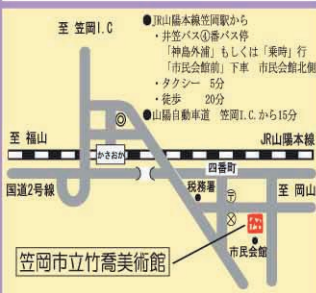 至 笠岡I.C
●JR山陽本線笠岡駅から
・井笠バス④番バス停
「神島外浦」もしくは「乗時」行
「市民会館前」下車 市民会館北側
・タクシー 5分
・徒歩 20分
●山陽自動車道 笠岡I.C.から15分
至 福山
JR山陽本線
かさおか
四番町
国道2号線
税務署
至 岡山
市民会館
笠岡市立竹喬美術館